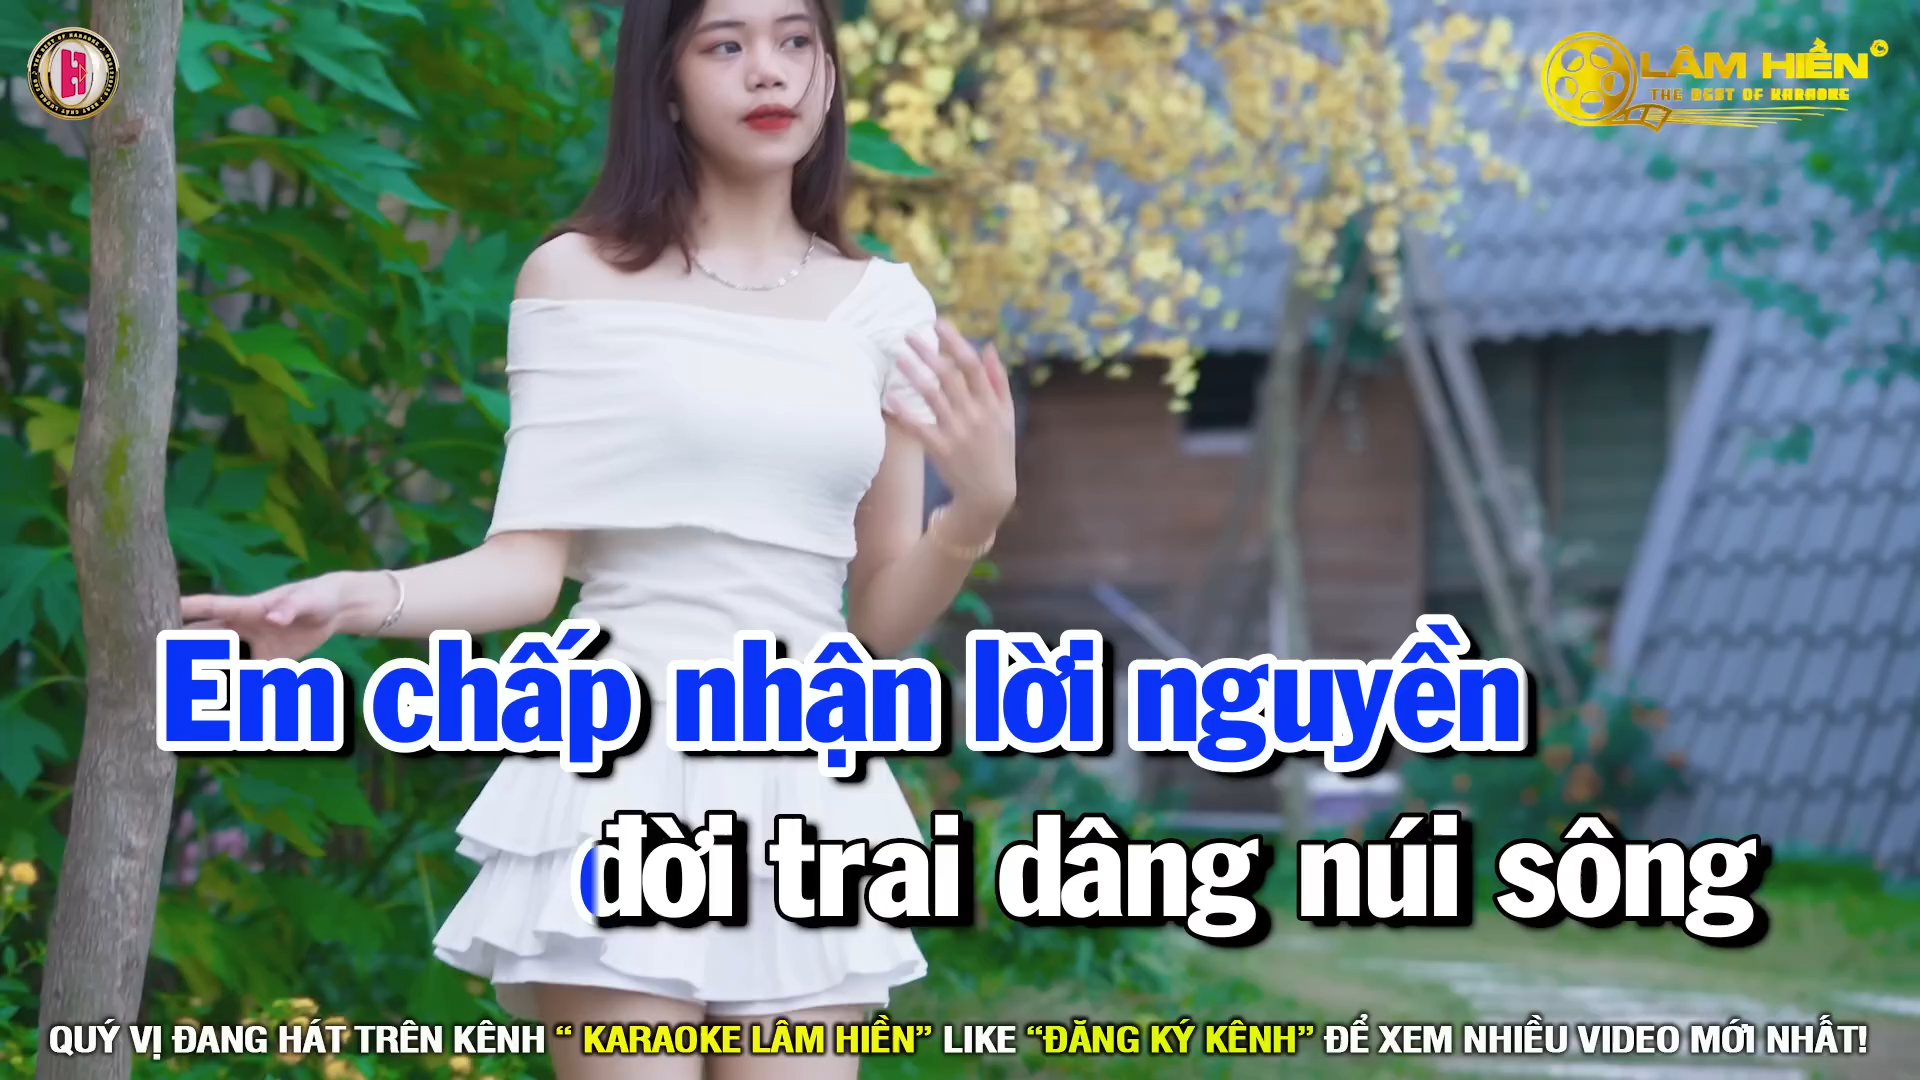 LÂM HIỀN
THE BEST OF KARAOKE
Em chấp nhận lời nguyền
đời trai dâng núi sông
QUÝ VỊ ĐANG HÁT TRÊN KÊNH “ KARAOKE LÂM HIỀN” LIKE “ĐĂNG KÝ KÊNH” ĐỂ XEM NHIỀU VIDEO MỚI NHẤT!